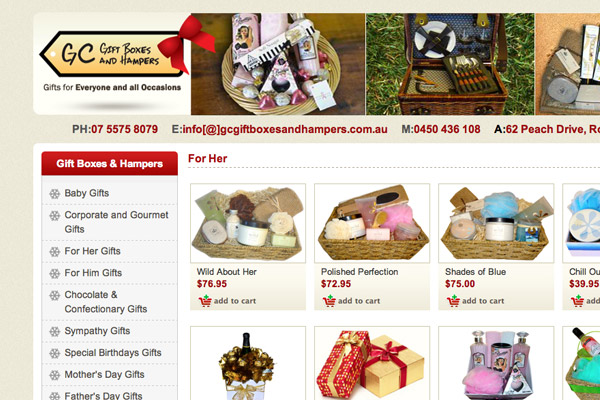 GC GIFT BOXES
AND HAMPERS
Gifts for Everyone and all Occasions
PH:07 5575 8079 E:info[@]gcgiftboxesandhampers.com.au M:0450 436 108 A:62 Peach Drive, Ro
Gift Boxes & Hampers
Baby Gifts
Corporate and Gourmet
Gifts
For Her Gifts
For Him Gifts
Chocolate &
Confectionary Gifts
Sympathy Gifts
Special Birthdays Gifts
Mother's Day Gifts
Father's Day Gifts
For Her
Wild About Her
$76.95
add to cart
Polished Perfection
$72.95
add to cart
Shades of Blue
$75.00
add to cart
Chill Ou
$39.95
add